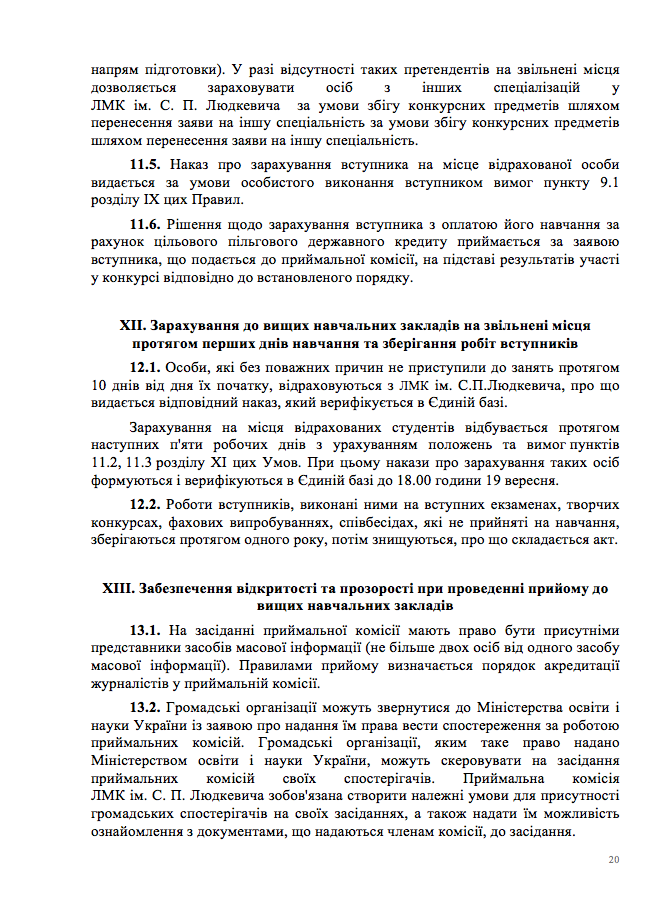 напрям підготовки). У разі відсутності таких претендентів на звільнені місця
дозволяється зараховувати осіб з інших спеціалізацій у
ЛМК ім. С. П. Людкевича за умови збігу конкурсних предметів шляхом
перенесення заяви на іншу спеціальність за умови збігу конкурсних предметів
шляхом перенесення заяви на іншу спеціальність.
11.5. Наказ про зарахування вступника на місце відрахованої особи
видається за умови особистого виконання вступником вимог пункту 9.1
розділу IX цих Правил.
11.6. Рішення щодо зарахування вступника з оплатою його навчання за
рахунок цільового пільгового державного кредиту приймається за заявою
вступника, що подається до приймальної комісії, на підставі результатів участі
у конкурсі відповідно до встановленого порядку.
XII. Зарахування до вищих навчальних закладів на звільнені місця
протягом перших днів навчання та зберігання робіт вступників
12.1. Особи, які без поважних причин не приступили до занять протягом
10 днів від дня їх початку, відраховуються з ЛМК ім. С.П.Людкевича, про що
видається відповідний наказ, який верифікується в Єдиній базі.
Зарахування на місця відрахованих студентів відбувається протягом
наступних п'яти робочих днів з урахуванням положень та вимог пунктів
11.2, 11.3 розділу XI цих Умов. При цьому накази про зарахування таких осіб
формуються і верифікуються в Єдиній базі до 18.00 години 19 вересня.
12.2. Роботи вступників, виконані ними на вступних екзаменах, творчих
конкурсах, фахових випробуваннях, співбесідах, які не прийняті на навчання,
зберігаються протягом одного року, потім знищуються, про що складається акт.
XIII. Забезпечення відкритості та прозорості при проведенні прийому до
вищих навчальних закладів
13.1. На засіданні приймальної комісії мають право бути присутніми
представники засобів масової інформації (не більше двох осіб від одного засобу
масової інформації). Правилами прийому визначається порядок акредитації
журналістів у приймальній комісії.
13.2. Громадські організації можуть звернутися до Міністерства освіти і
науки України із заявою про надання їм права вести спостереження за роботою
приймальних комісій. Громадські організації, яким таке право надано
Міністерством освіти і науки України, можуть скеровувати на засідання
приймальних комісій своїх спостерігачів. Приймальна комісія
ЛМК ім. С. П. Людкевича зобов'язана створити належні умови для присутності
громадських спостерігачів на своїх засіданнях, а також надати їм можливість
ознайомлення з документами, що надаються членам комісії, до засідання.
20